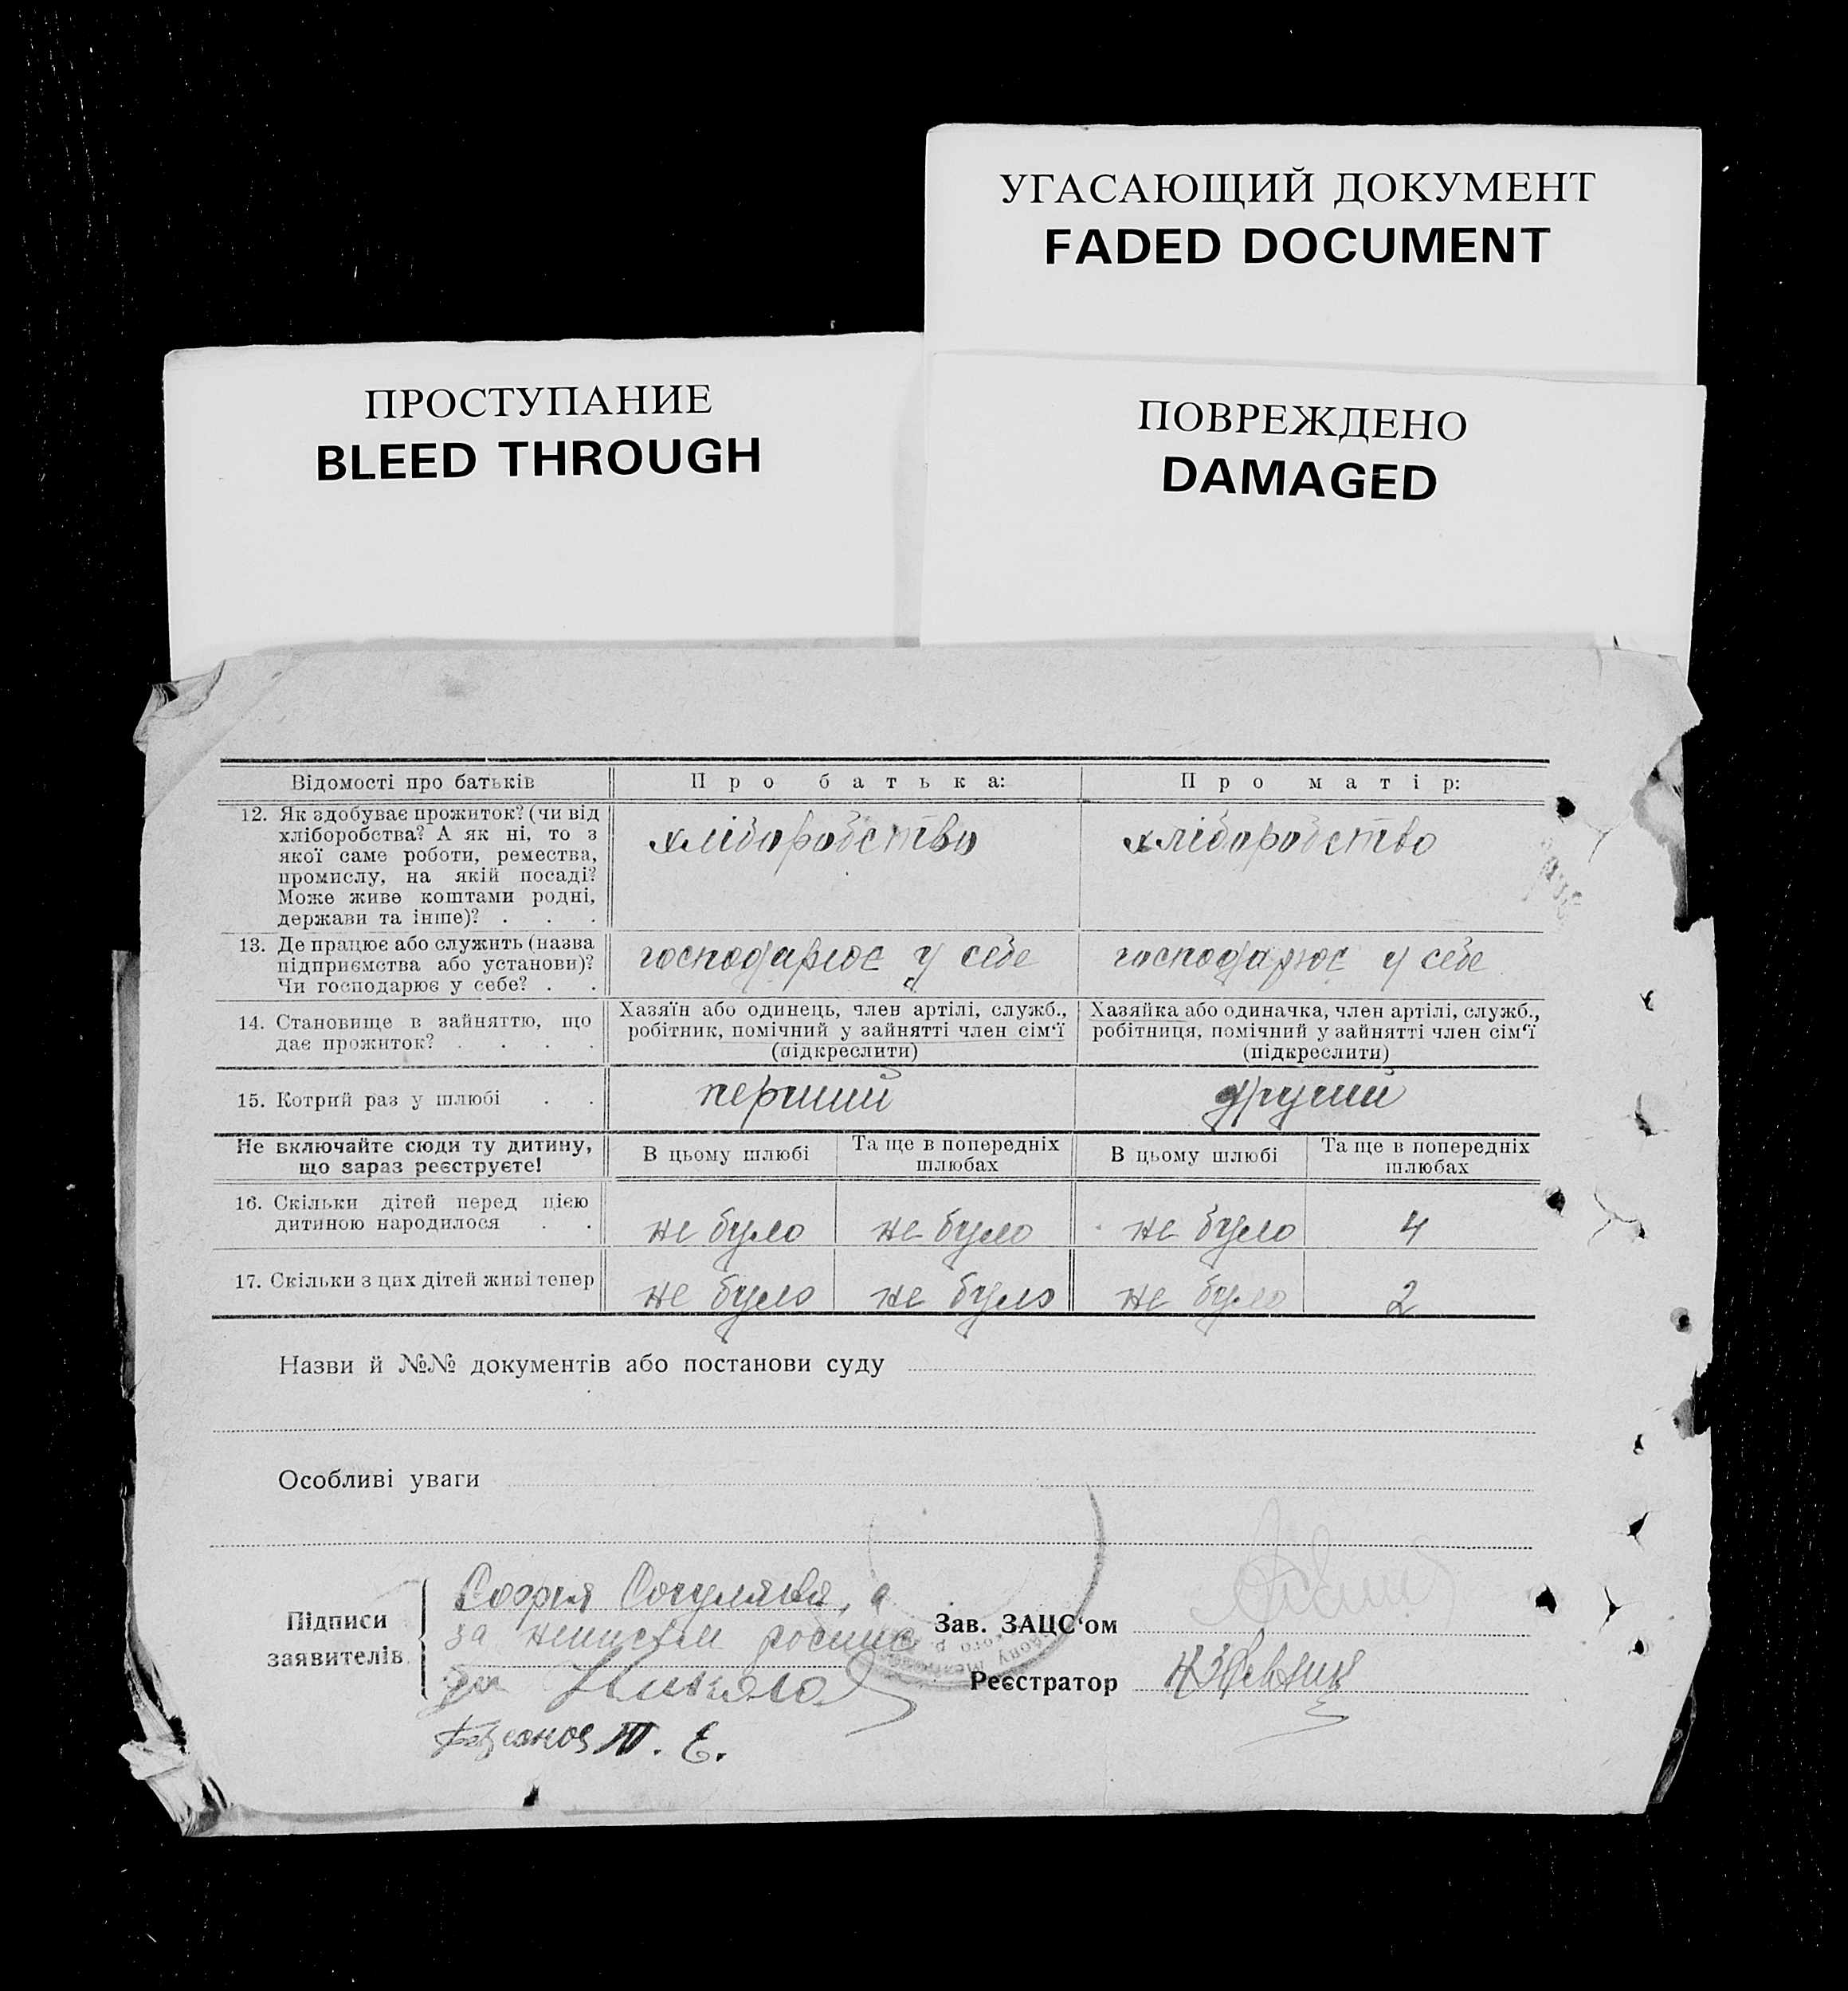 УГАСАЮЩИЙ ДОКУМЕНТ
FADED DOCUMENT
ПРОСТУПАНИЕ
BLEED THROUGH
ПОВРЕЖДЕНО
DAMAGED
Відомості про батьків
Про батька:
Про матір:
12. Як здобуває прожиток? (чи від
хліборобства? А як ні, то з
якої саме роботи, ремества,
промислу, на якій посаді?
Може живе коштами родні,
держави та інше)? . . .
хліборобство
хліборобство
13. Де працює або служить (назва
підприємства або установи)?
Чи господарює у себе? . .
господарює у себе
господарює у себе
14. Становище в зайняттю, що
дає прожиток? . . . .
Хазяїн або одинець, член артілі, служб.,
робітник, помічний у зайнятті член сім‘ї
(підкреслити)
Хазяйка або одиначка, член артілі, служб.,
робітниця, помічний у зайнятті член сім‘ї
(підкреслити)
15. Котрий раз у шлюбі . .
перший
другий
Не включайте сюди ту дитину,
що зараз реєструєте!
В цьому шлюбі
Та ще в попередніх
шлюбах
В цьому шлюбі
Та ще в попередніх
шлюбах
16. Скільки дітей перед цією
дитиною народилося . .
не було
не було
не було
4
17. Скільки з цих дітей живі тепер
не було
не було
не було
2
Назви й №№ документів або постанови суду
Особливі уваги
Підписи
заявителів
София
за
Т. Е.
Зав. ЗАЦС‘ом
Реєстратор